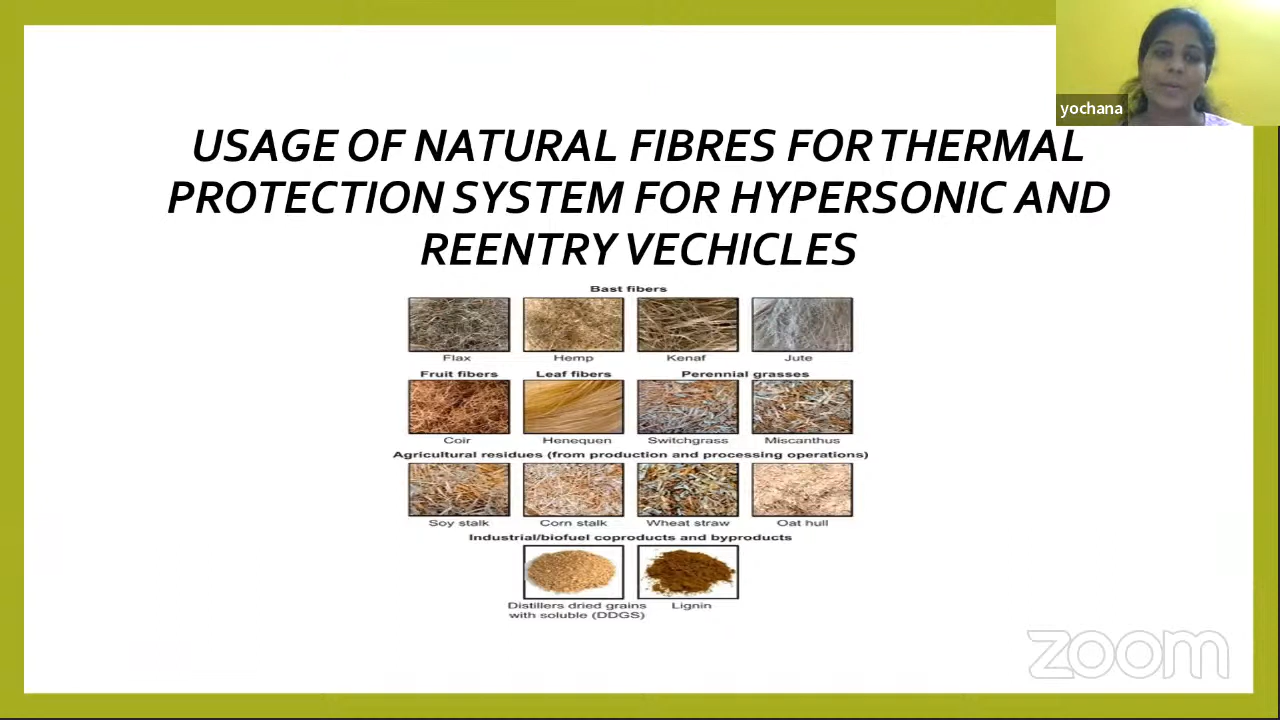 yochana
USAGE OF NATURAL FIBRES FOR THERMAL
PROTECTION SYSTEM FOR HYPERSONIC AND
REENTRY VECHICLES
Bast fibers
Flax Hemp Kenaf Jute
Fruit fibers Leaf fibers Perennial grasses
Coir Henequen Switchgrass Miscanthus
Agricultural residues (from production and processing operations)
Soy stalk Corn stalk Wheat straw Oat hull
Industrial/biofuel coproducts and byproducts
Distillers dried grains Lignin
with soluble (DDGS)
zoom